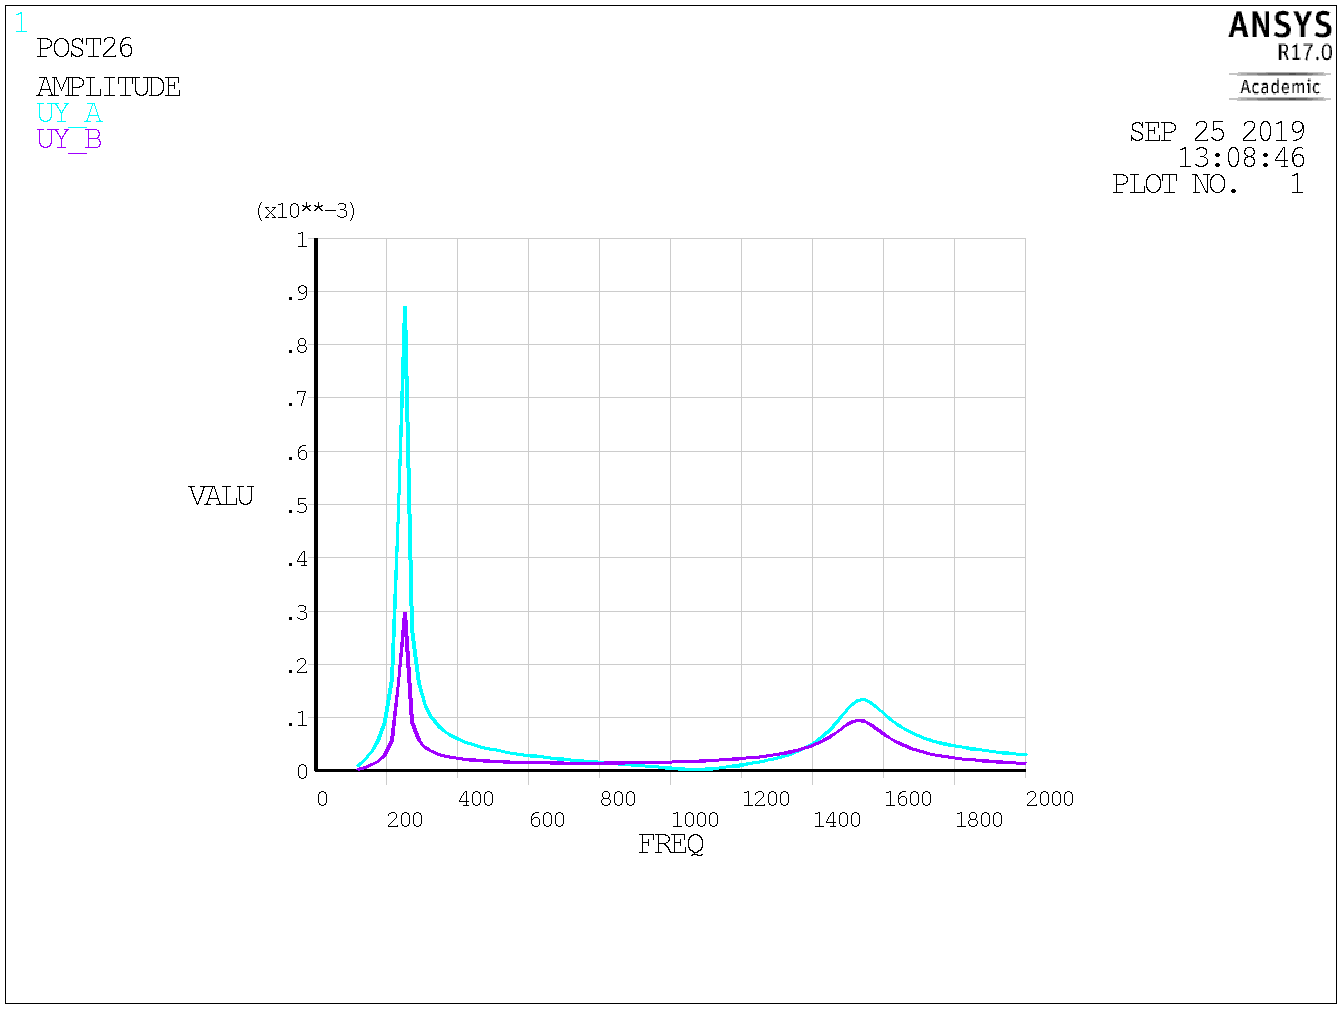 1
POST26
AMPLITUDE
UY_A
UY_B
ANSYS
R17.0
Academic
SEP 25 2019
13:08:46
PLOT NO. 1
(x10**-3)
1
.9
.8
.7
.6
.5
.4
.3
.2
.1
0
VALU
0 400 800 1200 1600 2000
200 600 1000 1400 1800
FREQ